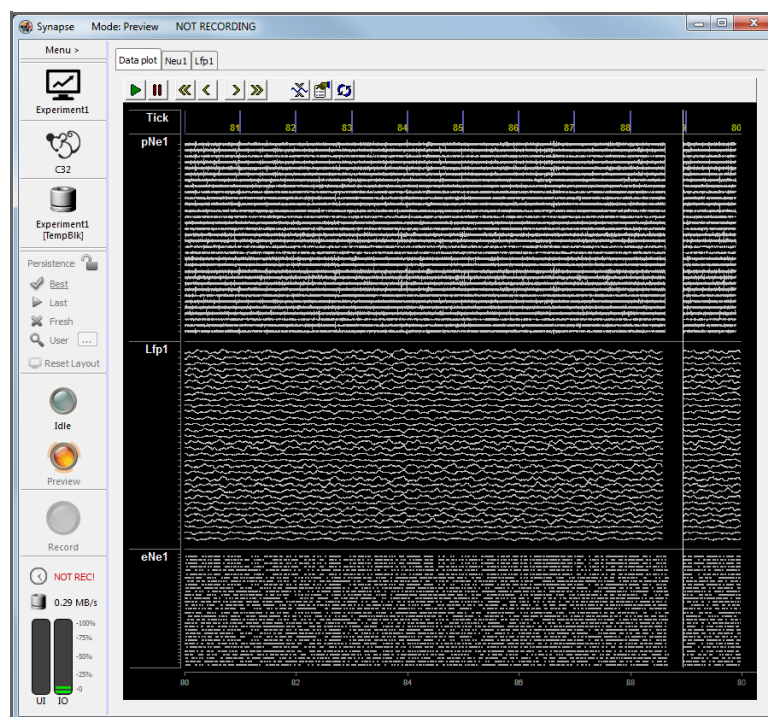 Synapse Mode: Preview NOT RECORDING
Menu >
Experiment1
C32
Experiment1
[TempBlk]
Persistence
Best
Last
Fresh
User ...
Reset Layout
Idle
Preview
Record
NOT REC!
0.29 MB/s
-100%
-75%
-50%
-25%
-0
UI IO
Data plot Neu1 Lfp1
Tick
81 82 83 84 85 86 87 88 80
pNe1
Lfp1
eNe1
80 82 84 86 88 80